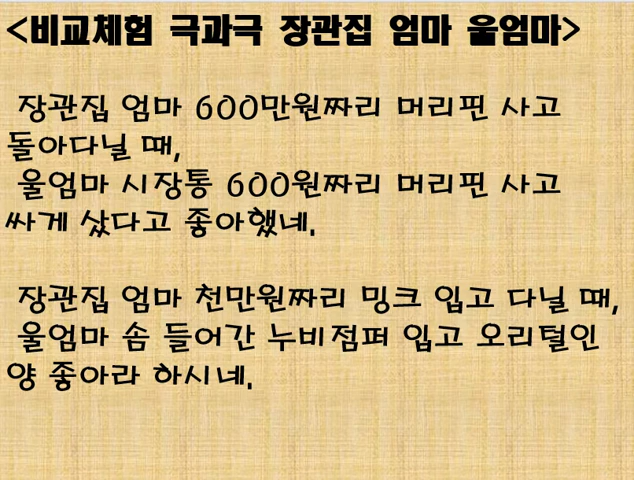 <비교체험 극과극 장관집 엄마 울엄마>
장관집 엄마 600만원짜리 머리핀 사고
돌아다닐 때,
울엄마 시장통 600원짜리 머리핀 사고
싸게 샀다고 좋아했네.
장관집 엄마 천만원짜리 밍크 입고 다닐 때,
울엄마 솜 들어간 누비점퍼 입고 오리털인
양 좋아라 하시네.